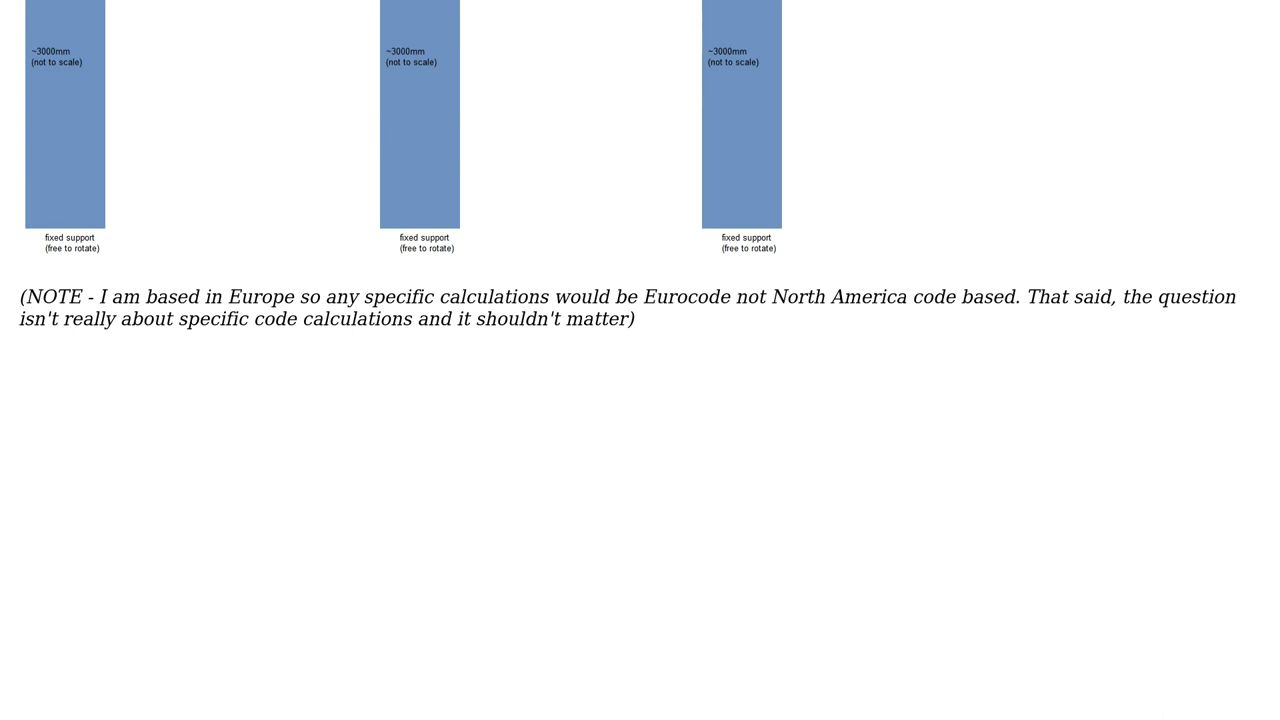 ~3000mm ~3000mm ~3000mm
(not to scale) (not to scale) (not to scale)
fixed support fixed support fixed support
(free to rotate) (free to rotate) (free to rotate)
(NOTE - I am based in Europe so any specific calculations would be Eurocode not North America code based. That said, the question
isn't really about specific code calculations and it shouldn't matter)